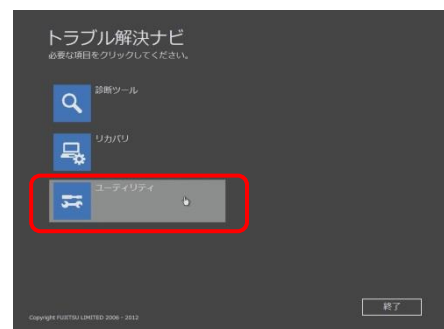 トラブル解決ナビ
必要な項目をクリックしてください。
診断ツール
リカバリ
ユーティリティ
終了
Copyright FUJITSU LIMITED 2006 - 2012